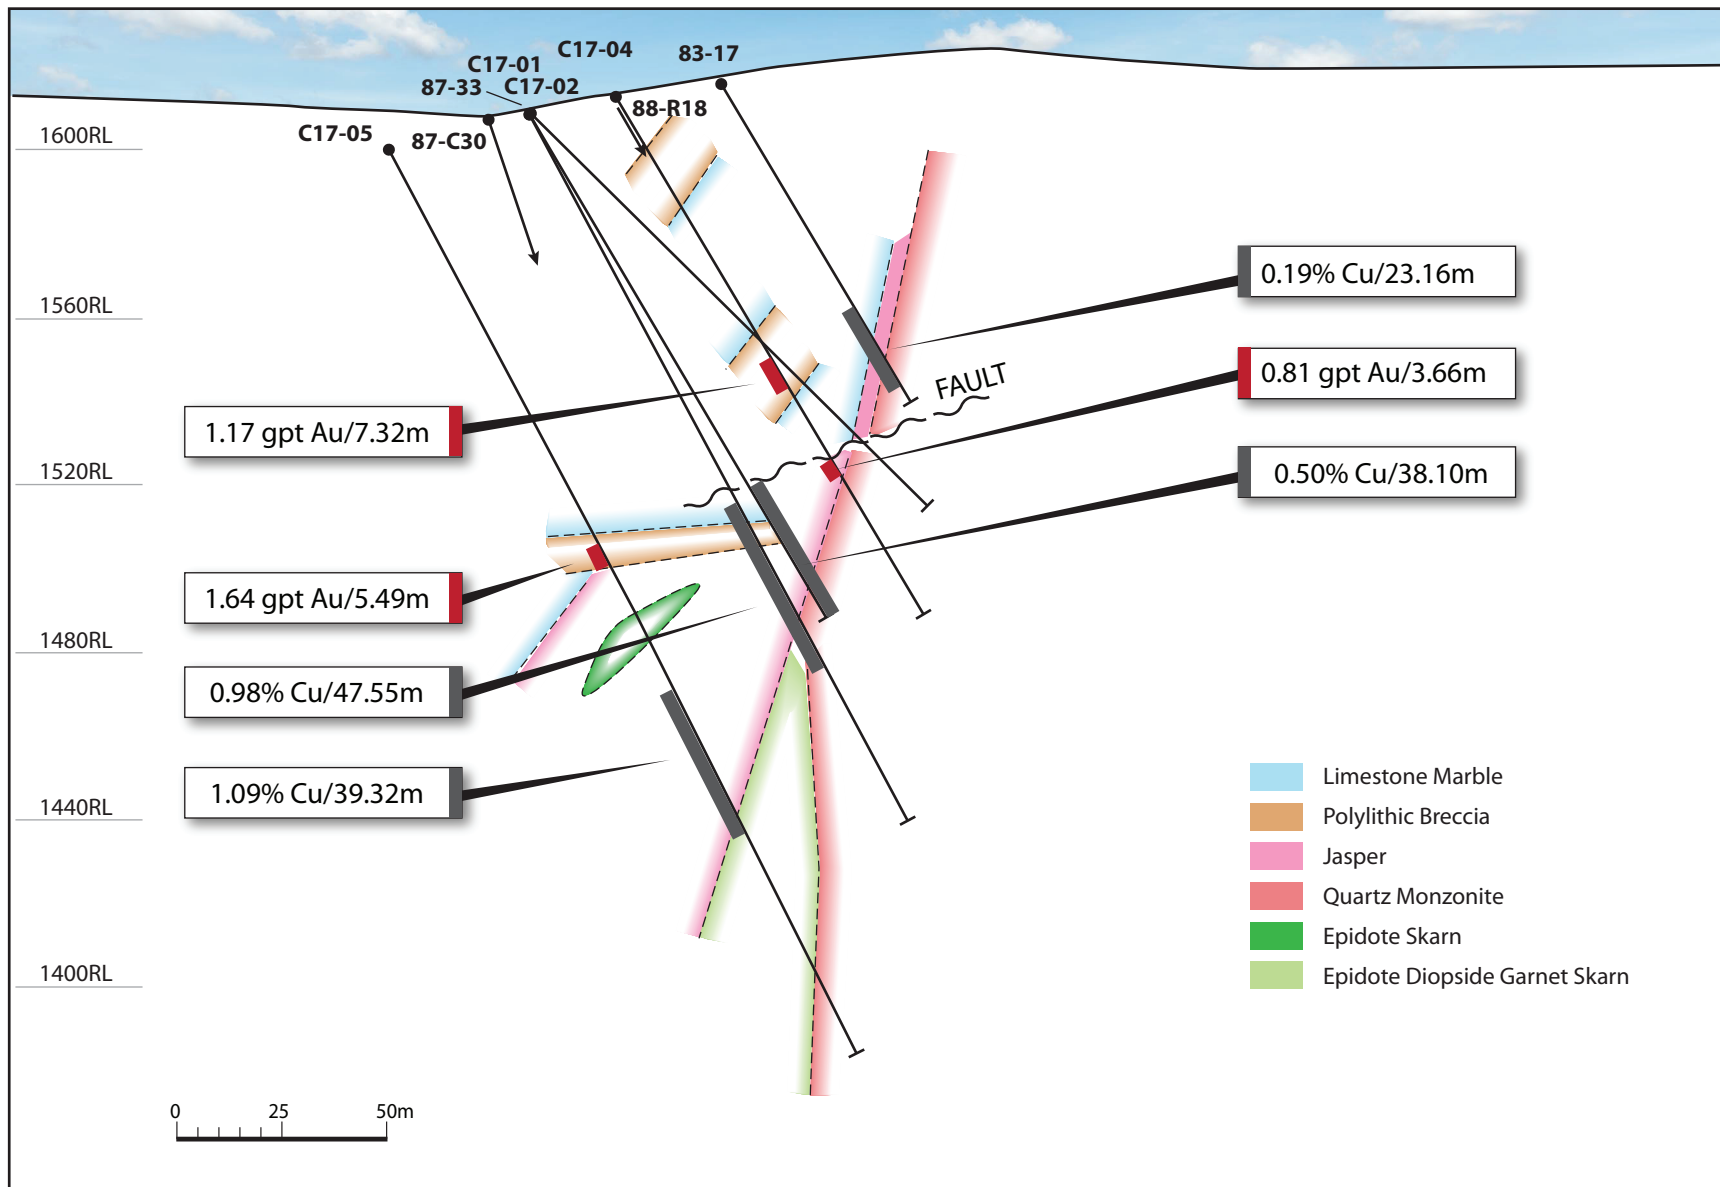 C17-04
83-17
C17-01
87-33
C17-02
88-R18
C17-05
87-C30
1600RL
1560RL
1520RL
1480RL
1440RL
1400RL
FAULT
0.19% Cu/23.16m
0.81 gpt Au/3.66m
0.50% Cu/38.10m
1.17 gpt Au/7.32m
1.64 gpt Au/5.49m
0.98% Cu/47.55m
1.09% Cu/39.32m
Limestone Marble
Polylithic Breccia
Jasper
Quartz Monzonite
Epidote Skarn
Epidote Diopside Garnet Skarn
0 25 50m